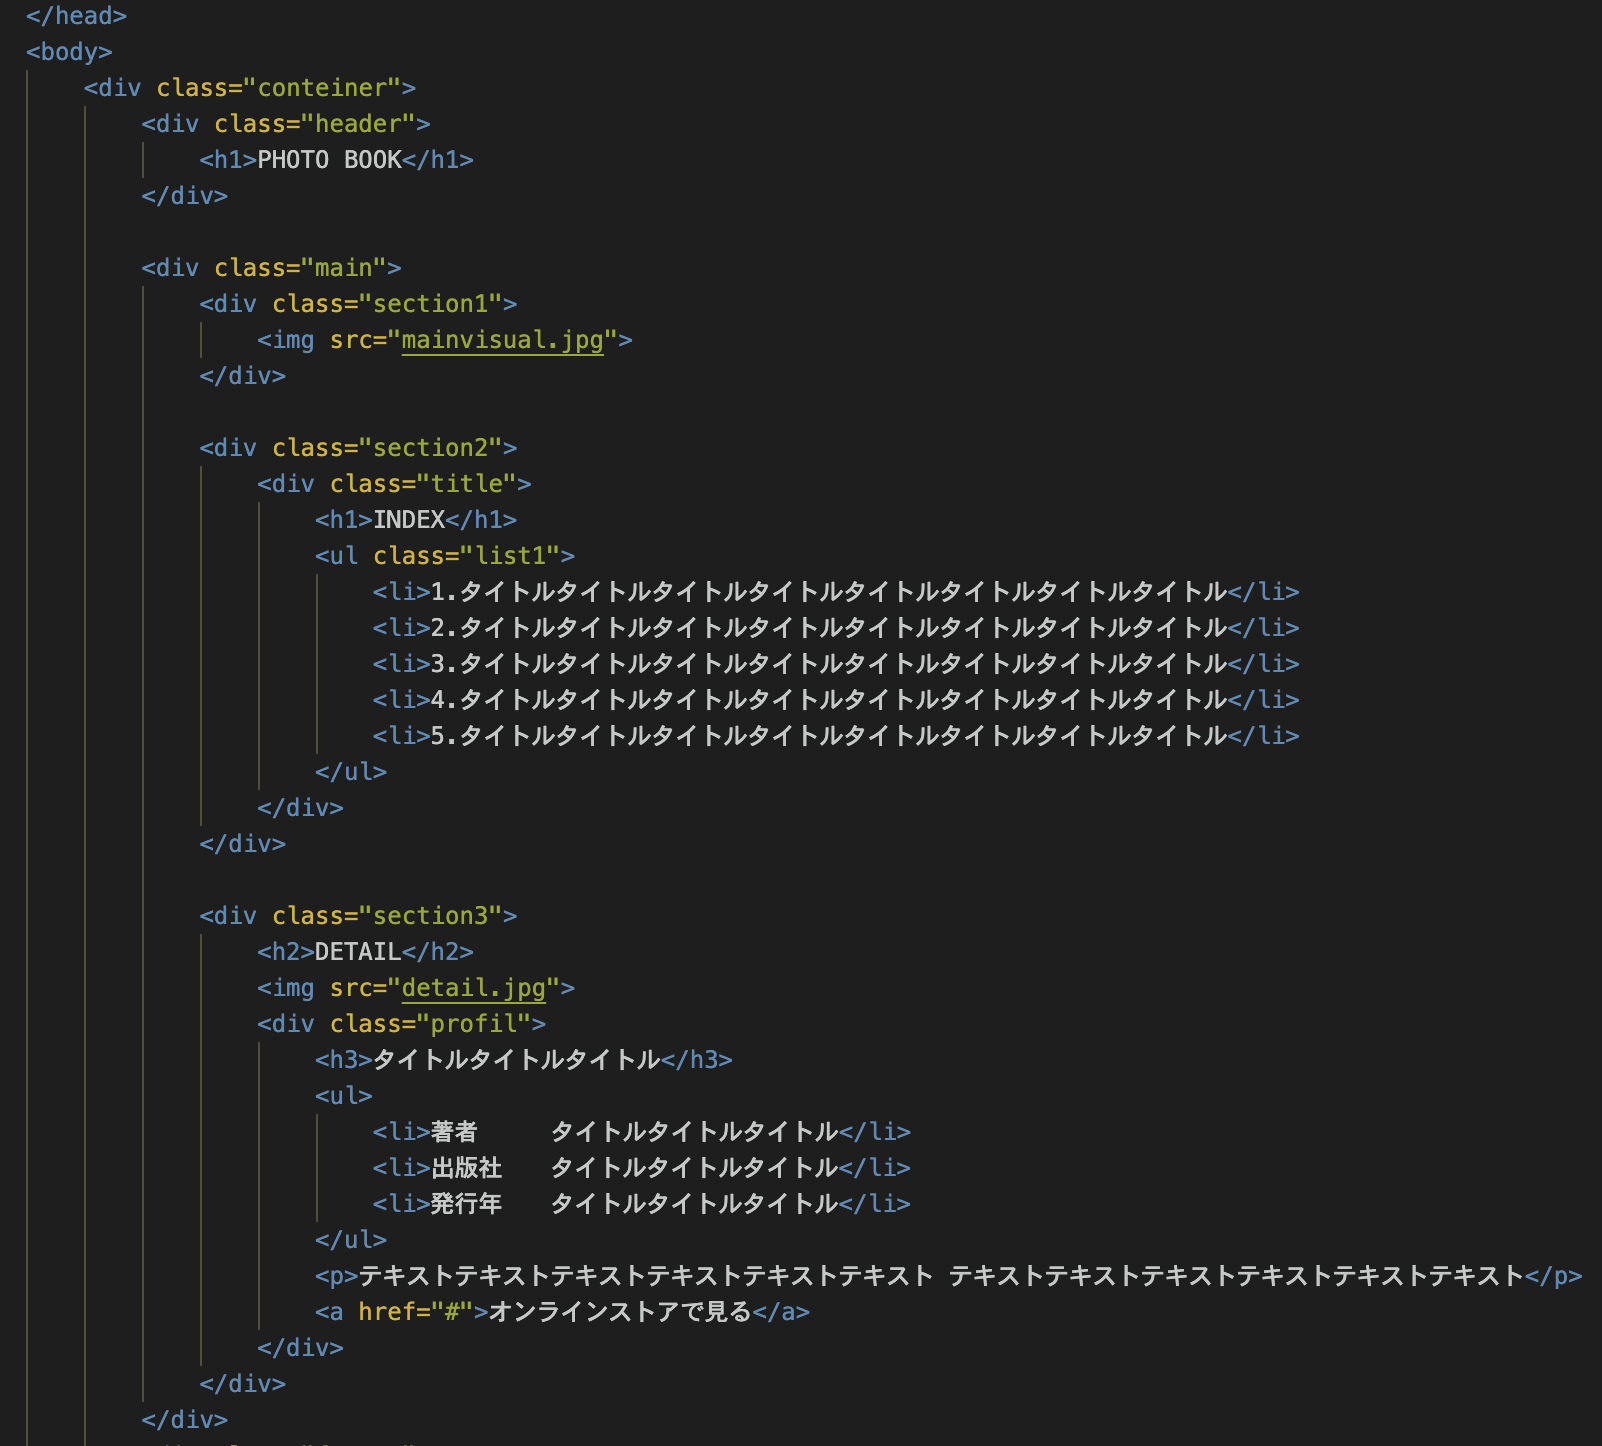 </head>
<body>
<div class="conteiner">
<div class="header">
<h1>PHOTO BOOK</h1>
</div>
<div class="main">
<div class="section1">
<img src="mainvisual.jpg">
</div>
<div class="section2">
<div class="title">
<h1>INDEX</h1>
<ul class="list1">
<li>1.タイトルタイトルタイトルタイトルタイトルタイトルタイトルタイトル</li>
<li>2.タイトルタイトルタイトルタイトルタイトルタイトルタイトルタイトル</li>
<li>3.タイトルタイトルタイトルタイトルタイトルタイトルタイトルタイトル</li>
<li>4.タイトルタイトルタイトルタイトルタイトルタイトルタイトルタイトル</li>
<li>5.タイトルタイトルタイトルタイトルタイトルタイトルタイトルタイトル</li>
</ul>
</div>
</div>
<div class="section3">
<h2>DETAIL</h2>
<img src="detail.jpg">
<div class="profil">
<h3>タイトルタイトルタイトル</h3>
<ul>
<li>著者　　　タイトルタイトルタイトル</li>
<li>出版社　　タイトルタイトルタイトル</li>
<li>発行年　　タイトルタイトルタイトル</li>
</ul>
<p>テキストテキストテキストテキストテキストテキスト テキストテキストテキストテキストテキストテキスト</p>
<a href="#">オンラインストアで見る</a>
</div>
</div>
</div>